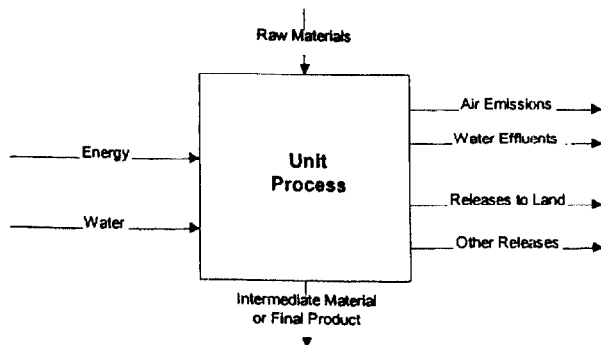 Raw Materials
Air Emissions
Water Effluents
Energy
Unit
Process
Releases to Land
Water
Other Releases
Intermediate Material
or Final Product